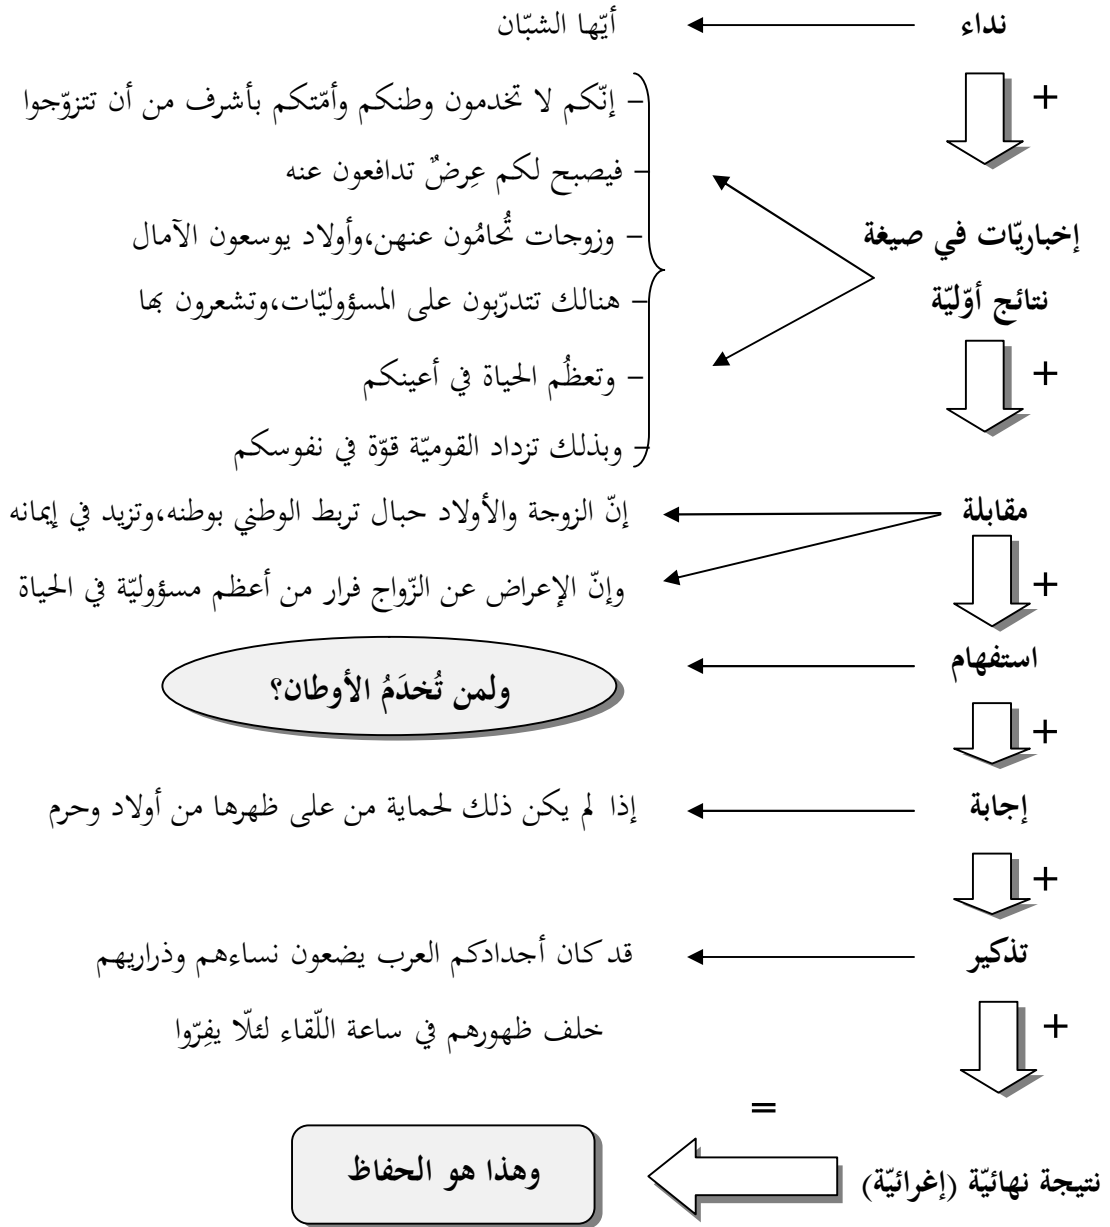 نداء
أيّها الشبّان
+
– إنّكم لا تخدمون وطنكم وأمّتكم بأشرف من أن تتزوّجوا
– فيصبح لكم عِرضٌ تدافعون عنه
– وزوجات تُحامُون عنهن،وأولاد يوسعون الآمال
إخباريّات في صيغة
نتائج أوّليّة
– هنالك تتدرّبون على المسؤوليّات،وتشعرون بها
– وتعظُم الحياة في أعينكم
+
– وبذلك تزداد القوميّة قوّة في نفوسكم
مقابلة
إنّ الزوجة والأولاد حبال تربط الوطني بوطنه،وتزيد في إيمانه
+
وإنّ الإعراض عن الزّواج فرار من أعظم مسؤوليّة في الحياة
استفهام
ولمن تُخدَمُ الأوطان؟
+
إجابة
إذا لم يكن ذلك لحماية من على ظهرها من أولاد وحرم
+
تذكير
قد كان أجدادكم العرب يضعون نساءهم وذراريهم
خلف ظهورهم في ساعة اللّقاء لئلّا يفِرّوا
+
=
نتيجة نهائيّة (إغرائيّة)
وهذا هو الحفاظ